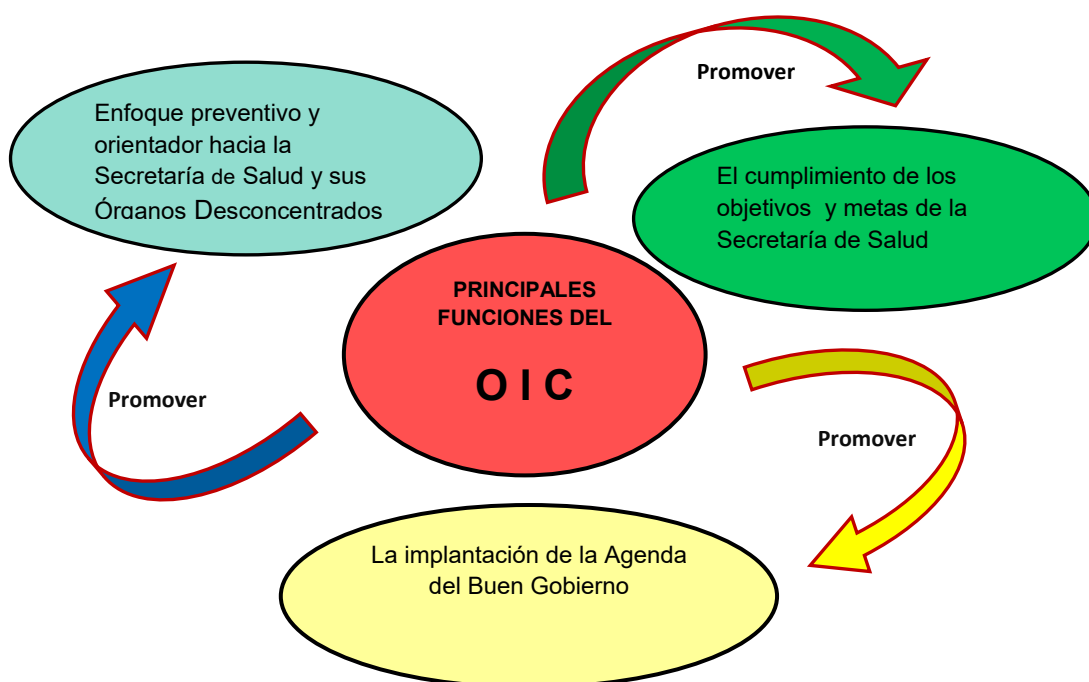 Promover
Enfoque preventivo y
orientador hacia la
Secretaría de Salud y sus
Órganos Desconcentrados
El cumplimiento de los
objetivos y metas de la
Secretaría de Salud
PRINCIPALES
FUNCIONES DEL
O I C
Promover
Promover
La implantación de la Agenda
del Buen Gobierno